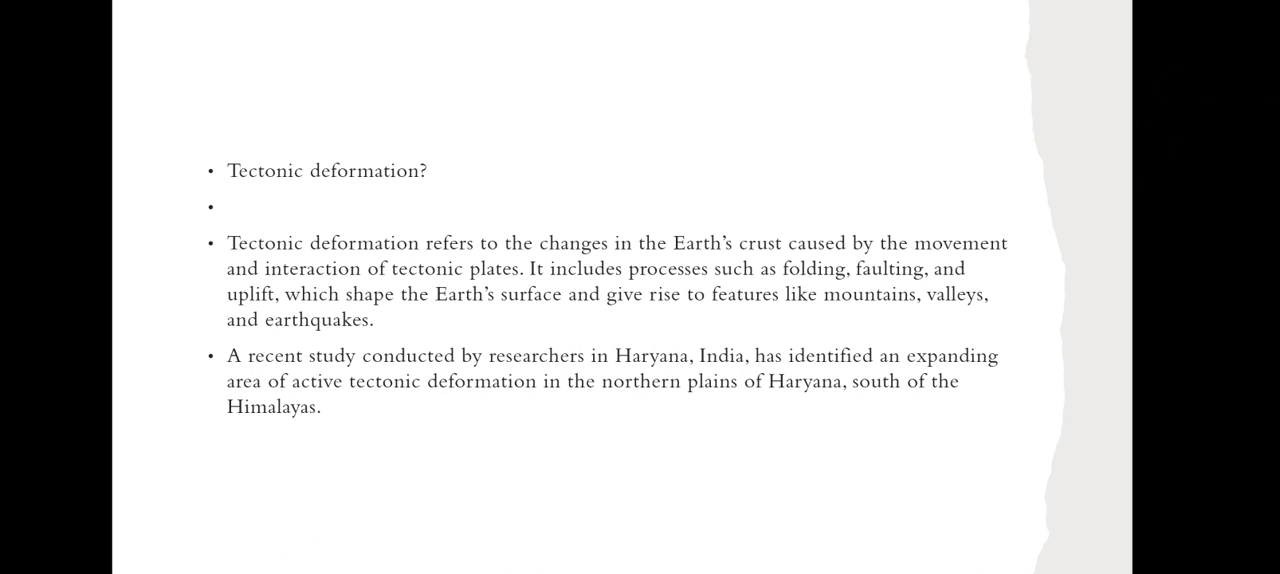 • Tectonic deformation?
•
• Tectonic deformation refers to the changes in the Earth’s crust caused by the movement
and interaction of tectonic plates. It includes processes such as folding, faulting, and
uplift, which shape the Earth’s surface and give rise to features like mountains, valleys,
and earthquakes.
• A recent study conducted by researchers in Haryana, India, has identified an expanding
area of active tectonic deformation in the northern plains of Haryana, south of the
Himalayas.